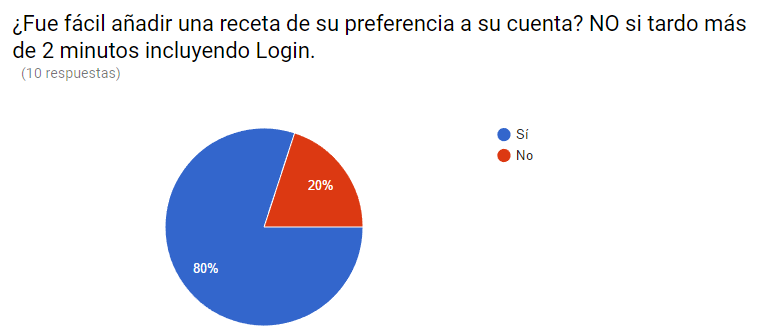 ¿Fue fácil añadir una receta de su preferencia a su cuenta? NO si tardo más
de 2 minutos incluyendo Login.
(10 respuestas)
Sí
No
20%
80%